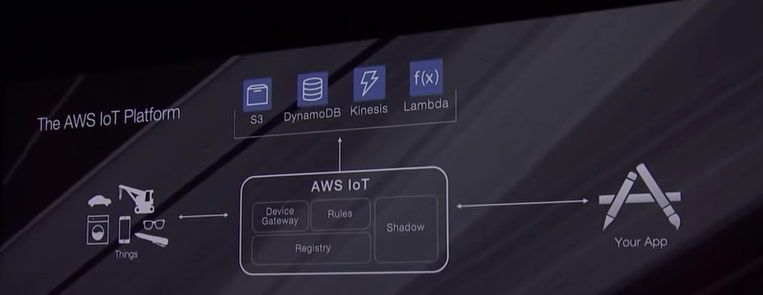 The AWS IoT Platform
S3
DynamoDB
Kinesis
f(x)
Lambda
AWS IoT
Device
Gateway
Rules
Shadow
Registry
Things
Your App